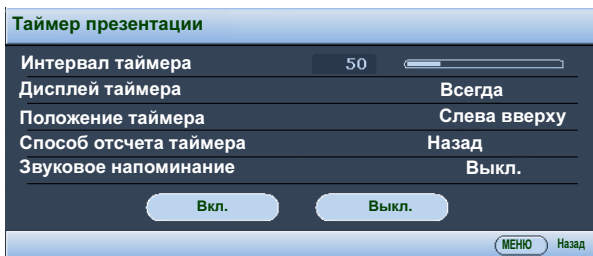 Таймер презентации
Интервал таймера 50
Дисплей таймера Всегда
Положение таймера Слева вверху
Способ отсчета таймера Назад
Звуковое напоминание Выкл.
Вкл. Выкл.
МЕНЮ Назад